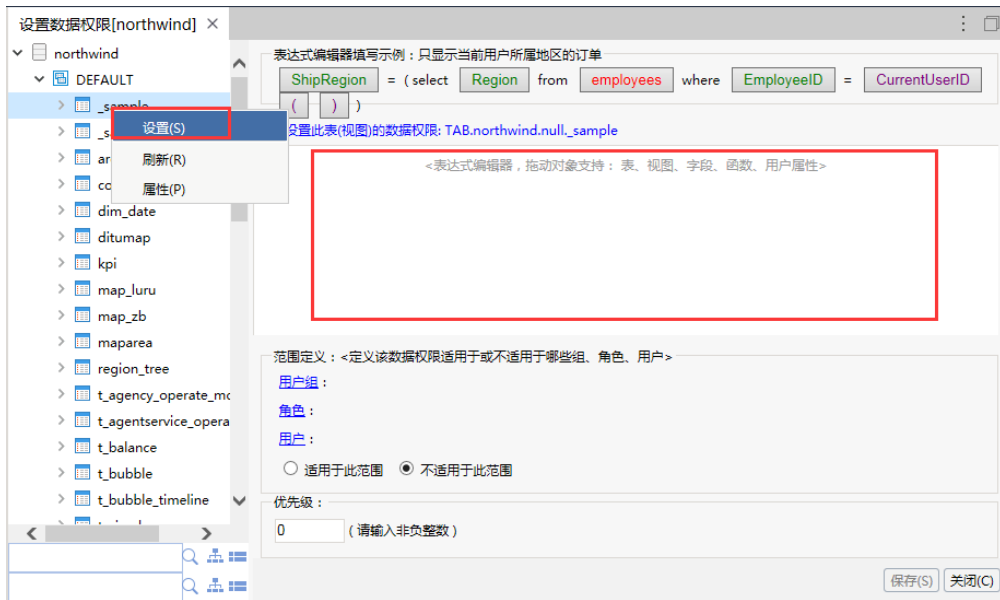 设置数据权限[northwind] ×
northwind
DEFAULT
_sample
设置(S)
刷新(R)
属性(P)
_s
ar
co
dim_date
ditumap
kpi
map_luru
map_zb
maparea
region_tree
t_agency_operate_mo
t_agentservice_opera
t_balance
t_bubble
t_bubble_timeline
表达式编辑器填写示例：只显示当前用户所属地区的订单
ShipRegion = ( select Region from employees where EmployeeID = CurrentUserID
( ) )
设置此表(视图)的数据权限: TAB.northwind.null._sample
<表达式编辑器，拖动对象支持： 表、视图、字段、函数、用户属性>
范围定义：<定义该数据权限适用于或不适用于哪些组、角色、用户>
用户组：
角色：
用户：
适用于此范围 不适用于此范围
优先级：
0 (请输入非负整数)
保存(S) 关闭(C)